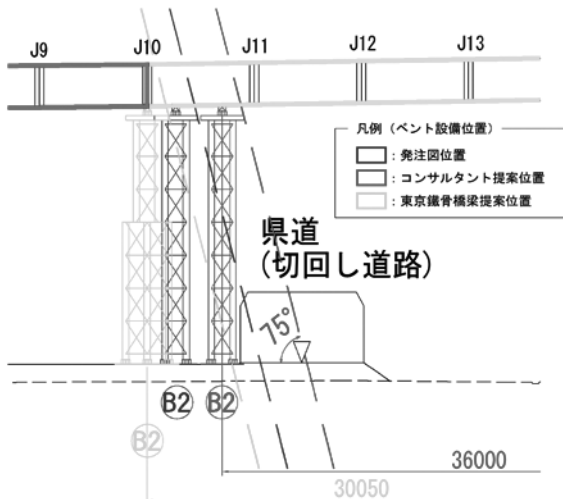 J9 J10 J11 J12 J13
凡例(ベント設備位置)
：発注図位置
：コンサルタント提案位置
：東京鐵骨橋梁提案位置
県道
(切回し道路)
75°
B2 B2
B2
36000
30050